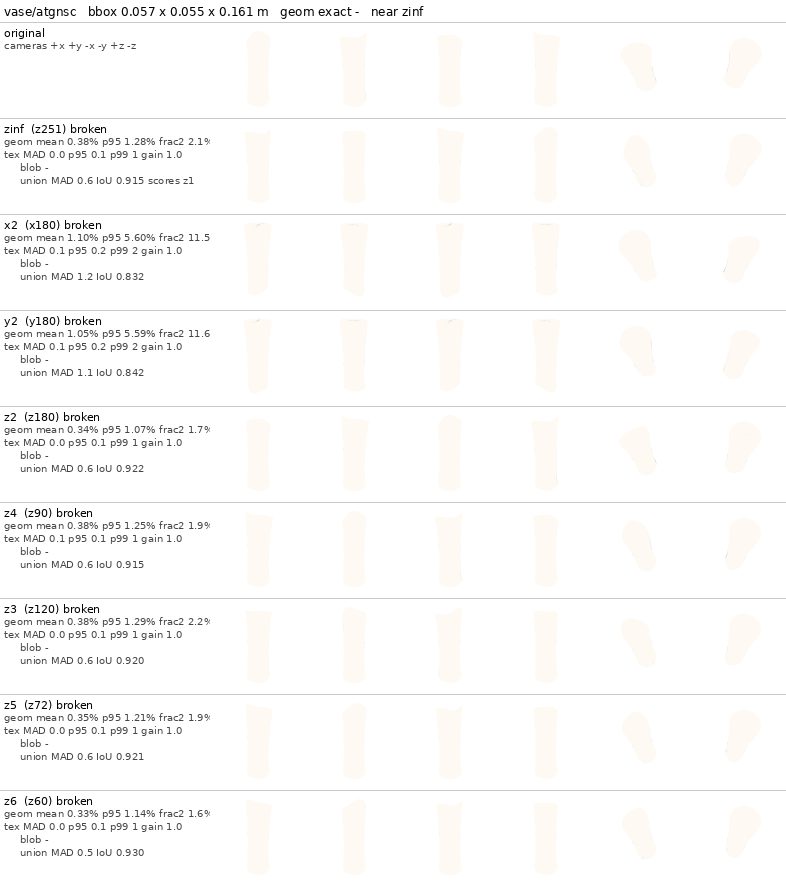 vase/atgnsc bbox 0.057 x 0.055 x 0.161 m geom exact - near zinf
original
cameras +x +y -x -y +z -z
zinf (z251) broken
geom mean 0.38% p95 1.28% frac2 2.1%
tex MAD 0.0 p95 0.1 p99 1 gain 1.0
blob -
union MAD 0.6 IoU 0.915 scores z1
x2 (x180) broken
geom mean 1.10% p95 5.60% frac2 11.5
tex MAD 0.1 p95 0.2 p99 2 gain 1.0
blob -
union MAD 1.2 IoU 0.832
y2 (y180) broken
geom mean 1.05% p95 5.59% frac2 11.6
tex MAD 0.1 p95 0.2 p99 2 gain 1.0
blob -
union MAD 1.1 IoU 0.842
z2 (z180) broken
geom mean 0.34% p95 1.07% frac2 1.7%
tex MAD 0.0 p95 0.1 p99 1 gain 1.0
blob -
union MAD 0.6 IoU 0.922
z4 (z90) broken
geom mean 0.38% p95 1.25% frac2 1.9%
tex MAD 0.1 p95 0.1 p99 1 gain 1.0
blob -
union MAD 0.6 IoU 0.915
z3 (z120) broken
geom mean 0.38% p95 1.29% frac2 2.2%
tex MAD 0.0 p95 0.1 p99 1 gain 1.0
blob -
union MAD 0.6 IoU 0.920
z5 (z72) broken
geom mean 0.35% p95 1.21% frac2 1.9%
tex MAD 0.0 p95 0.1 p99 1 gain 1.0
blob -
union MAD 0.6 IoU 0.921
z6 (z60) broken
geom mean 0.33% p95 1.14% frac2 1.6%
tex MAD 0.0 p95 0.1 p99 1 gain 1.0
blob -
union MAD 0.5 IoU 0.930